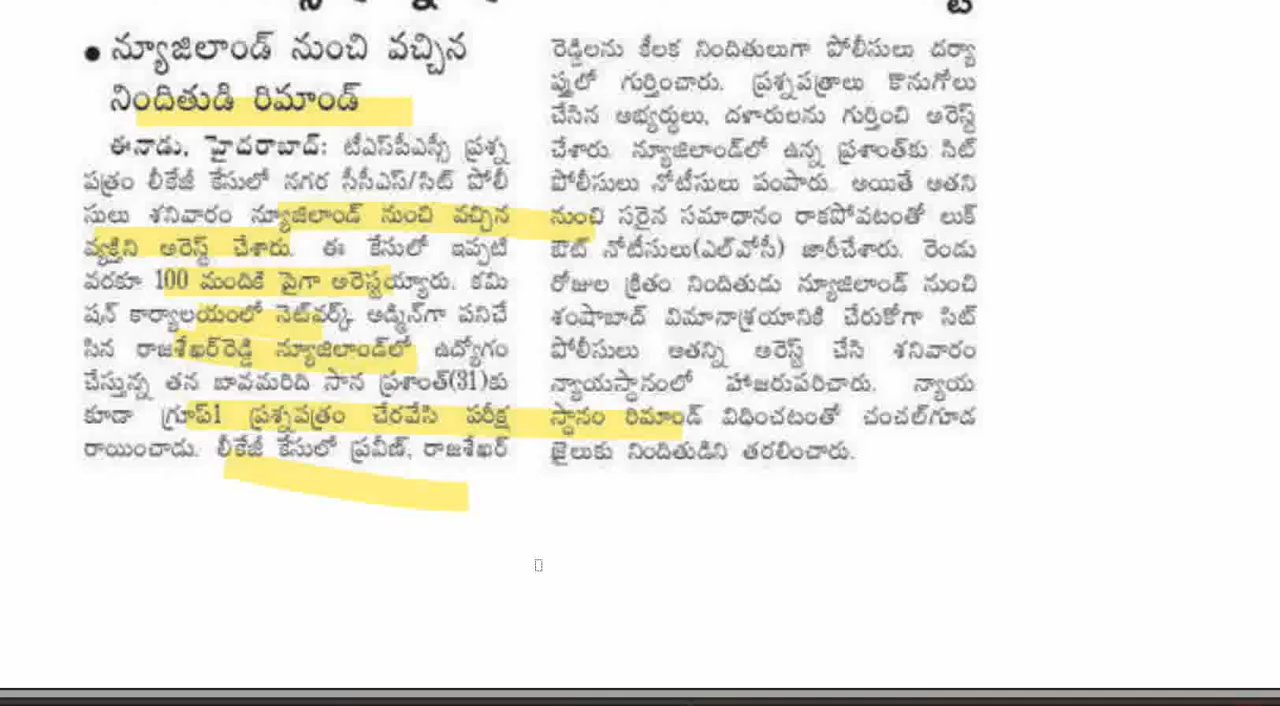 • న్యూజిలాండ్ నుంచి వచ్చిన
నిందితుడి రిమాండ్
ఈనాడు, హైదరాబాద్: టీఎస్‌పీఎస్సీ ప్రశ్న
పత్రం లీకేజీ కేసులో నగర సీసీఎస్/సిట్ పోలీ
సులు శనివారం న్యూజిలాండ్ నుంచి వచ్చిన
వ్యక్తిని అరెస్ట్ చేశారు. ఈ కేసులో ఇప్పటి
వరకూ 100 మందికి పైగా అరెస్టయ్యారు. కమి
షన్ కార్యాలయంలో నెట్‌వర్క్ అడ్మిన్‌గా పనిచే
సిన రాజశేఖర్‌రెడ్డి న్యూజిలాండ్‌లో ఉద్యోగం
చేస్తున్న తన బావమరిది సాన ప్రశాంత్(31)కు
కూడా గ్రూప్1 ప్రశ్నపత్రం చేరవేసి పరీక్ష
రాయించాడు. లీకేజీ కేసులో ప్రవీణ్, రాజశేఖర్
రెడ్డిలను కీలక నిందితులుగా పోలీసులు దర్యా
ప్తులో గుర్తించారు. ప్రశ్నపత్రాలు కొనుగోలు
చేసిన అభ్యర్థులు, దళారులను గుర్తించి అరెస్ట్
చేశారు. న్యూజిలాండ్‌లో ఉన్న ప్రశాంత్‌కు సిట్
పోలీసులు నోటీసులు పంపారు. అయితే అతని
నుంచి సరైన సమాధానం రాకపోవటంతో లుక్
ఔట్ నోటీసులు(ఎల్‌వోసీ) జారీచేశారు. రెండు
రోజుల క్రితం నిందితుడు న్యూజిలాండ్ నుంచి
శంషాబాద్ విమానాశ్రయానికి చేరుకోగా సిట్
పోలీసులు అతన్ని అరెస్ట్ చేసి శనివారం
న్యాయస్థానంలో హాజరుపరిచారు. న్యాయ
స్థానం రిమాండ్ విధించటంతో చంచల్‌గూడ
జైలుకు నిందితుడిని తరలించారు.